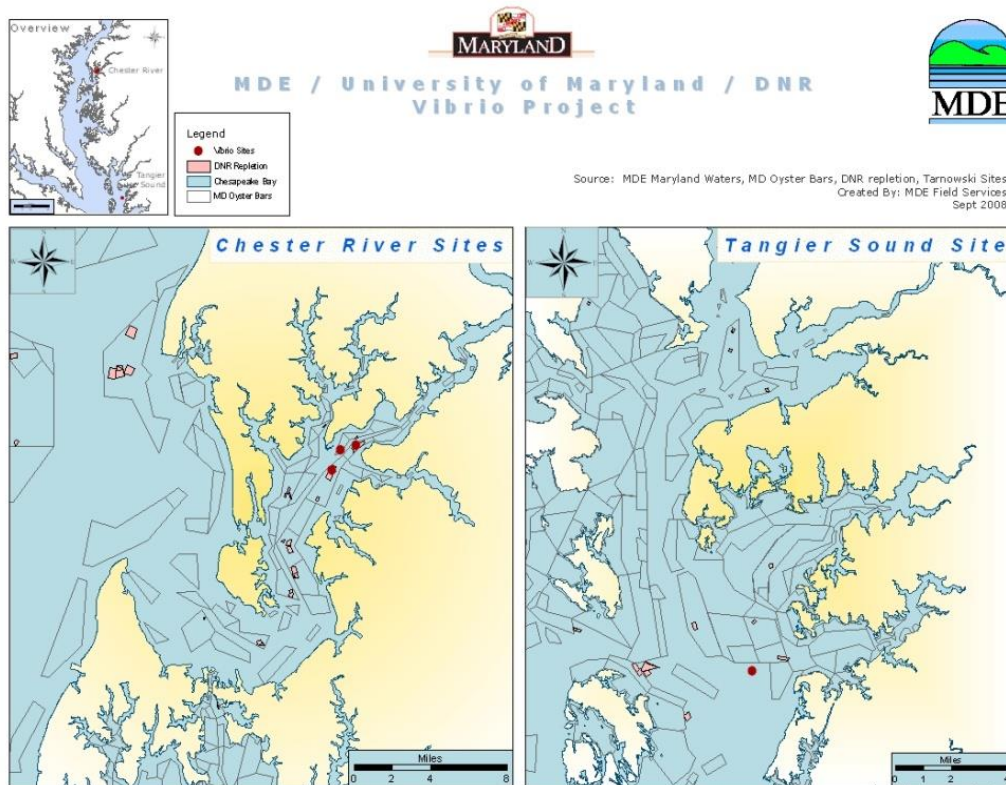 Overview
Chester River
Tangier
Sound
MARYLAND
MDE / University of Maryland / DNR
Vibrio Project
MDE
Legend
Vibrio Sites
DNR Repletion
Chesapeake Bay
MD Oyster Bars
Source: MDE Maryland Waters, MD Oyster Bars, DNR repletion, Tarnowski Sites
Created By: MDE Field Services
Sept 2008
Chester River Sites
Tangier Sound Site
Miles
0 2 4 8
Miles
0 1 2 4